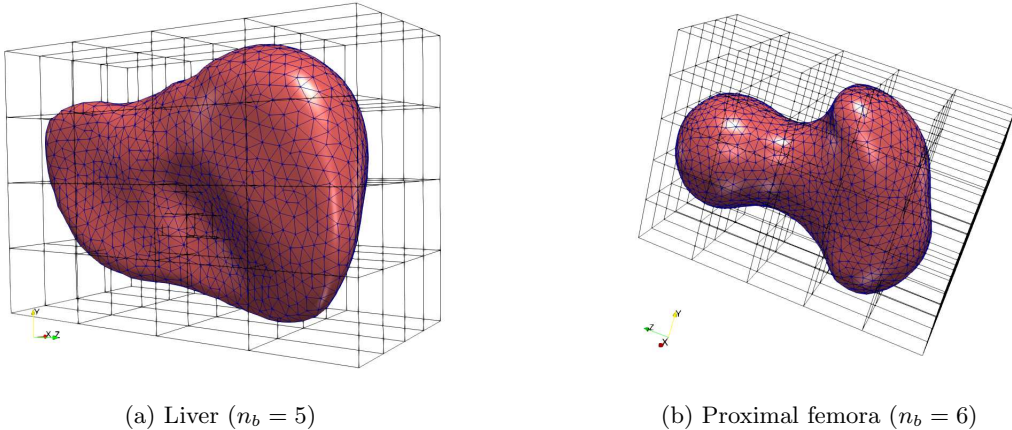 Y
X Z
Y
Z
X
(a) Liver ($n_b = 5$)
(b) Proximal femora ($n_b = 6$)